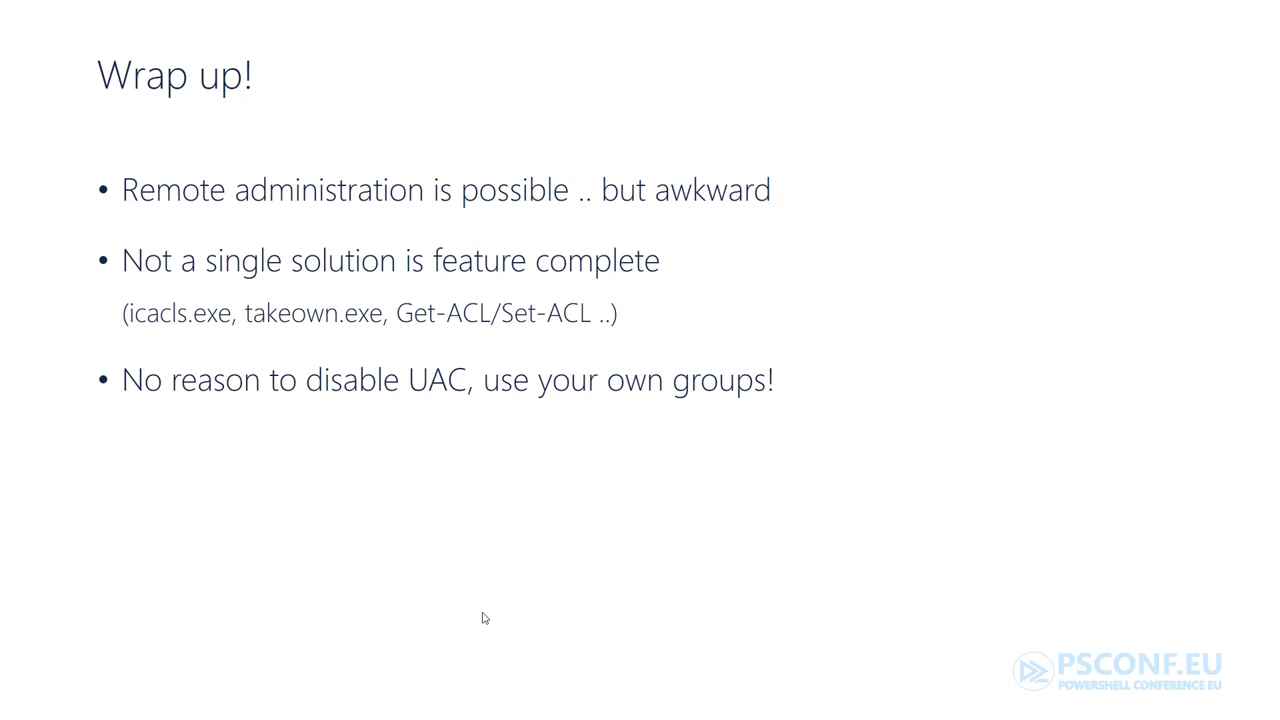 Wrap up!
• Remote administration is possible .. but awkward
• Not a single solution is feature complete
(icacls.exe, takeown.exe, Get-ACL/Set-ACL ..)
• No reason to disable UAC, use your own groups!
PSCONF.EU
POWERSHELL CONFERENCE EU